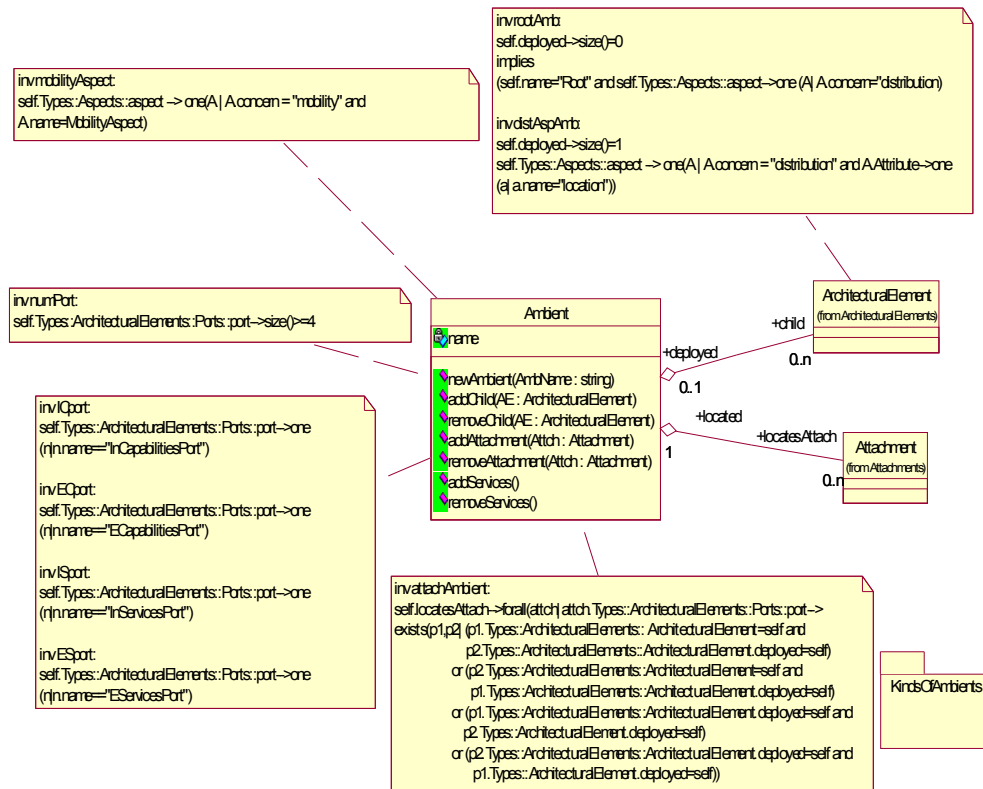 inv mobilityAspect:
self.Types::Aspects::aspect -> one(A | A.concern = "mobility" and
A.name=MobilityAspect)
inv rootAmb:
self.deployed->size()=0
implies
(self.name="Root" and self.Types::Aspects::aspect->one (A| A.concern="distribution)
inv distAspAmb:
self.deployed->size()=1
self.Types::Aspects::aspect -> one(A | A.concern = "distribution" and A.Attribute->one
(a| a.name="location"))
inv numPort:
self.Types::ArchitecturalElements::Ports::port->size()>=4
Ambient
name
newAmbient(AmbName : string)
addChild(AE : ArchitecturalElement)
removeChild(AE : ArchitecturalElement)
addAttachment(Attch : Attachment)
removeAttachment(Attch : Attachment)
addServices()
removeServices()
+deployed
0..1
+child
0..n
ArchitecturalElement
(from ArchitecturalElements)
+located
1
+locatesAttach
0..n
Attachment
(from Attachments)
inv ICport:
self.Types::ArchitecturalElements::Ports::port->one
(n|n.name=="InCapabilitiesPort")
inv ECport:
self.Types::ArchitecturalElements::Ports::port->one
(n|n.name=="ECapabilitiesPort")
inv ISport:
self.Types::ArchitecturalElements::Ports::port->one
(n|n.name=="InServicesPort")
inv ESport:
self.Types::ArchitecturalElements::Ports::port->one
(n|n.name=="EServicesPort")
inv attachAmbient:
self.locatesAttach->forall(attch| attch.Types::ArchitecturalElements::Ports::port->
exists(p1,p2| (p1.Types::ArchitecturalElements:: ArchitecturalElement=self and
p2.Types::ArchitecturalElements::ArchitecturalElement.deployed=self)
or (p2.Types::ArchitecturalElements::ArchitecturalElement=self and
p1.Types::ArchitecturalElements::ArchitecturalElement.deployed=self)
or (p1.Types::ArchitecturalElements::ArchitecturalElement.deployed=self and
p2.Types::ArchitecturalElement.deployed=self)
or (p2.Types::ArchitecturalElements::ArchitecturalElement.deployed=self and
p1.Types::ArchitecturalElement.deployed=self))
KindsOfAmbients